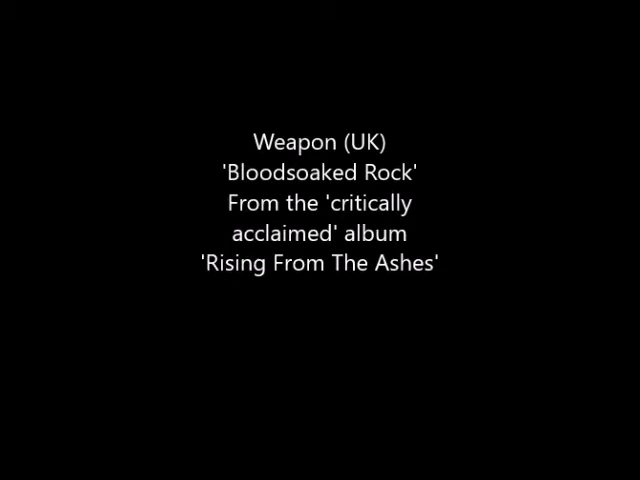 Weapon (UK)
'Bloodsoaked Rock'
From the 'critically
acclaimed' album
'Rising From The Ashes'